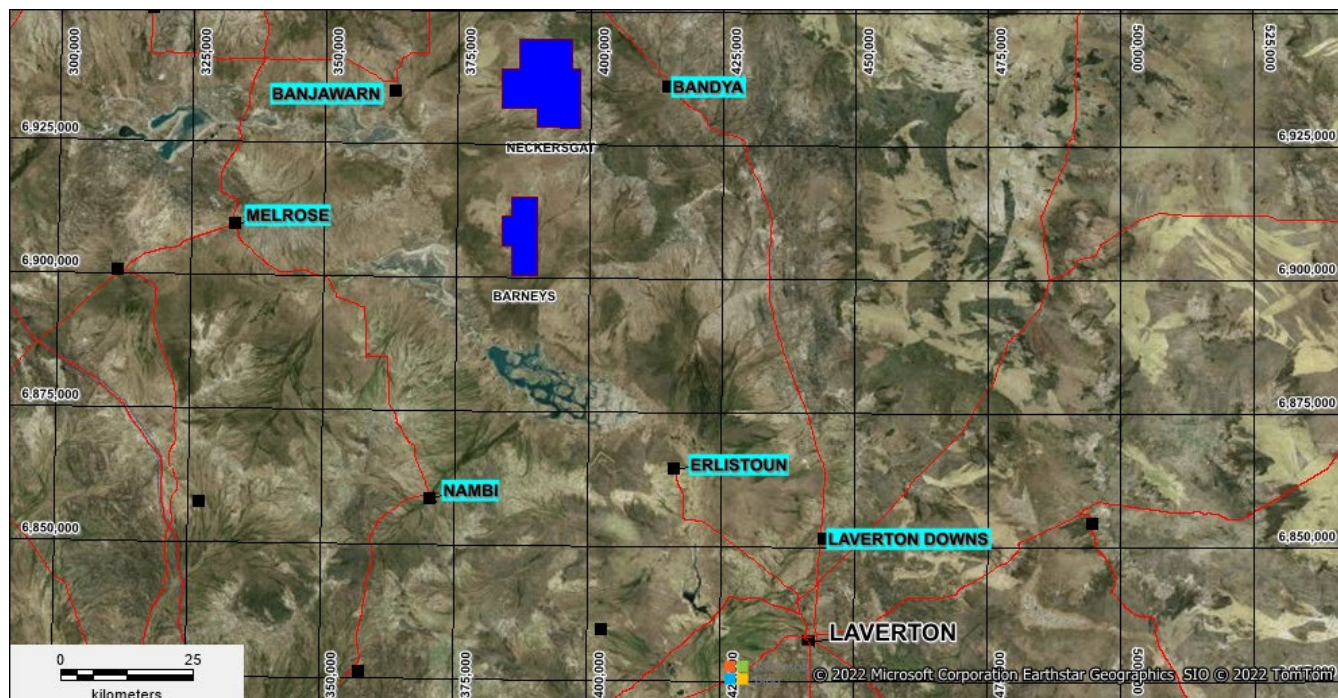 300,000
325,000
350,000
375,000
400,000
425,000
450,000
475,000
500,000
525,000
BANJAWARN
BANDYA
6,925,000
6,925,000
NECKERSGAT
MELROSE
6,900,000
6,900,000
BARNEYS
6,875,000
6,875,000
ERLISTOUN
NAMBI
6,850,000
6,850,000
LAVERTON DOWNS
LAVERTON
0 25
kilometers
350,000
375,000
400,000
500,000
© 2022 Microsoft Corporation Earthstar Geographics SIO © 2022 TomTom